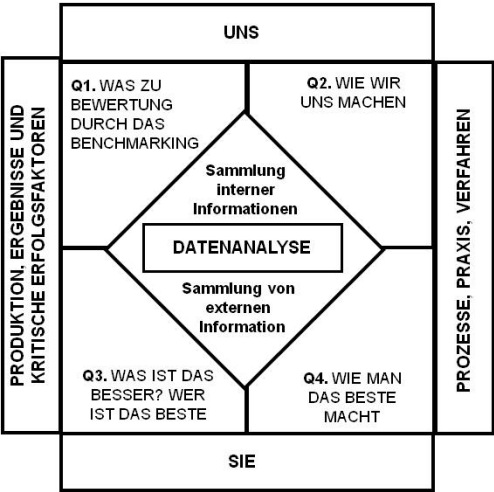 UNS
PRODUKTION, ERGEBNISSE UND
KRITISCHE ERFOLGSFAKTOREN
Q1. WAS ZU
BEWERTUNG
DURCH DAS
BENCHMARKING
Q2. WIE WIR
UNS MACHEN
Sammlung
interner
Informationen
DATENANALYSE
Sammlung von
externen
Information
Q3. WAS IST DAS
BESSER? WER
IST DAS BESTE
Q4. WIE MAN
DAS BESTE
MACHT
PROZESSE, PRAXIS, VERFAHREN
SIE